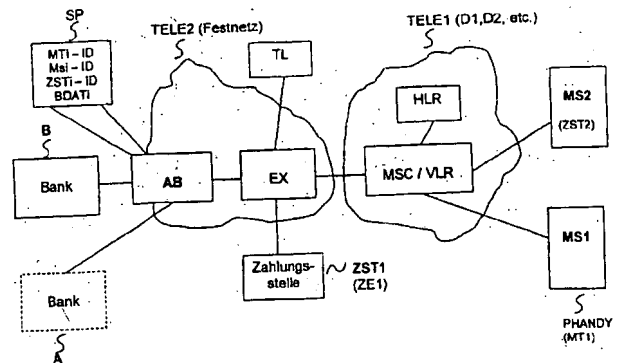 SP
TELE2 (Festnetz)
TELE1 (D1,D2, etc.)
MTi – ID
Msi – ID
ZSTi – ID
BDATi
TL
HLR
MS2
(ZST2)
B
Bank
AB
EX
MSC / VLR
Zahlungs-
stelle
ZST1
(ZE1)
MS1
Bank
A
PHANDY
(MT1)